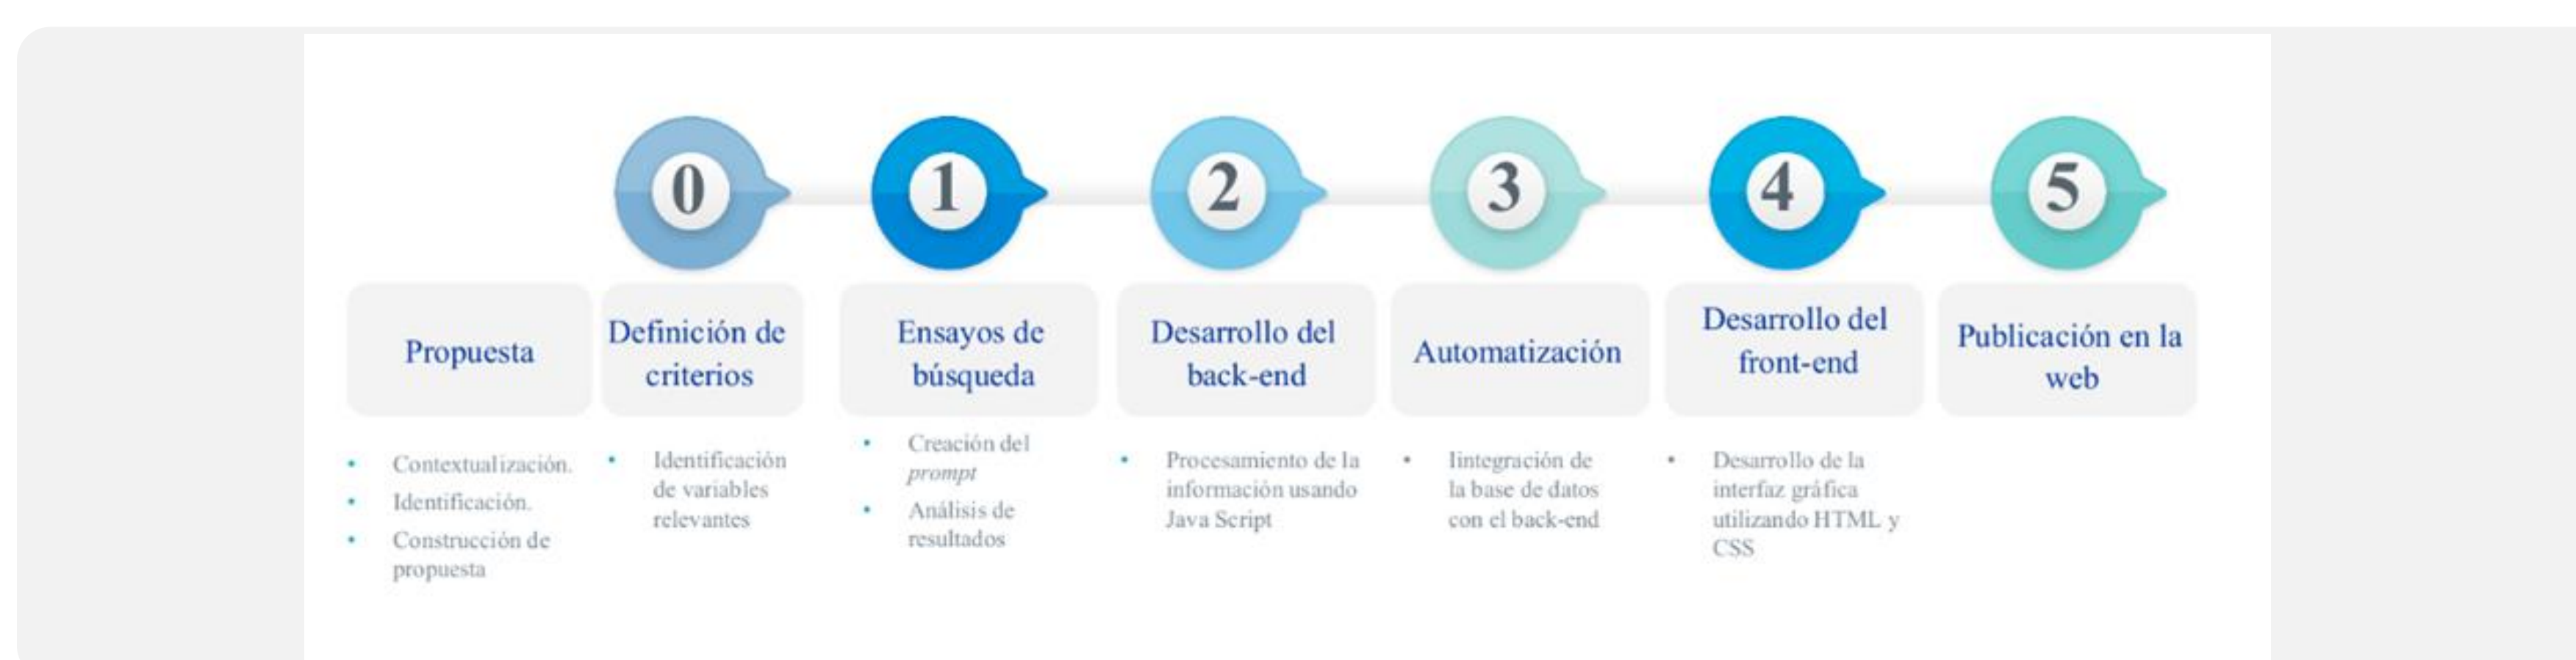 0
1
2
3
4
5
Propuesta
Definición de
criterios
Ensayos de
búsqueda
Desarrollo del
back-end
Automatización
Desarrollo del
front-end
Publicación en la
web
• Contextualización.
• Identificación.
• Construcción de
propuesta
• Identificación
de variables
relevantes
• Creación del
prompt
• Análisis de
resultados
• Procesamiento de la
información usando
Java Script
• Iintegración de
la base de datos
con el back-end
• Desarrollo de la
interfaz gráfica
utilizando HTML y
CSS